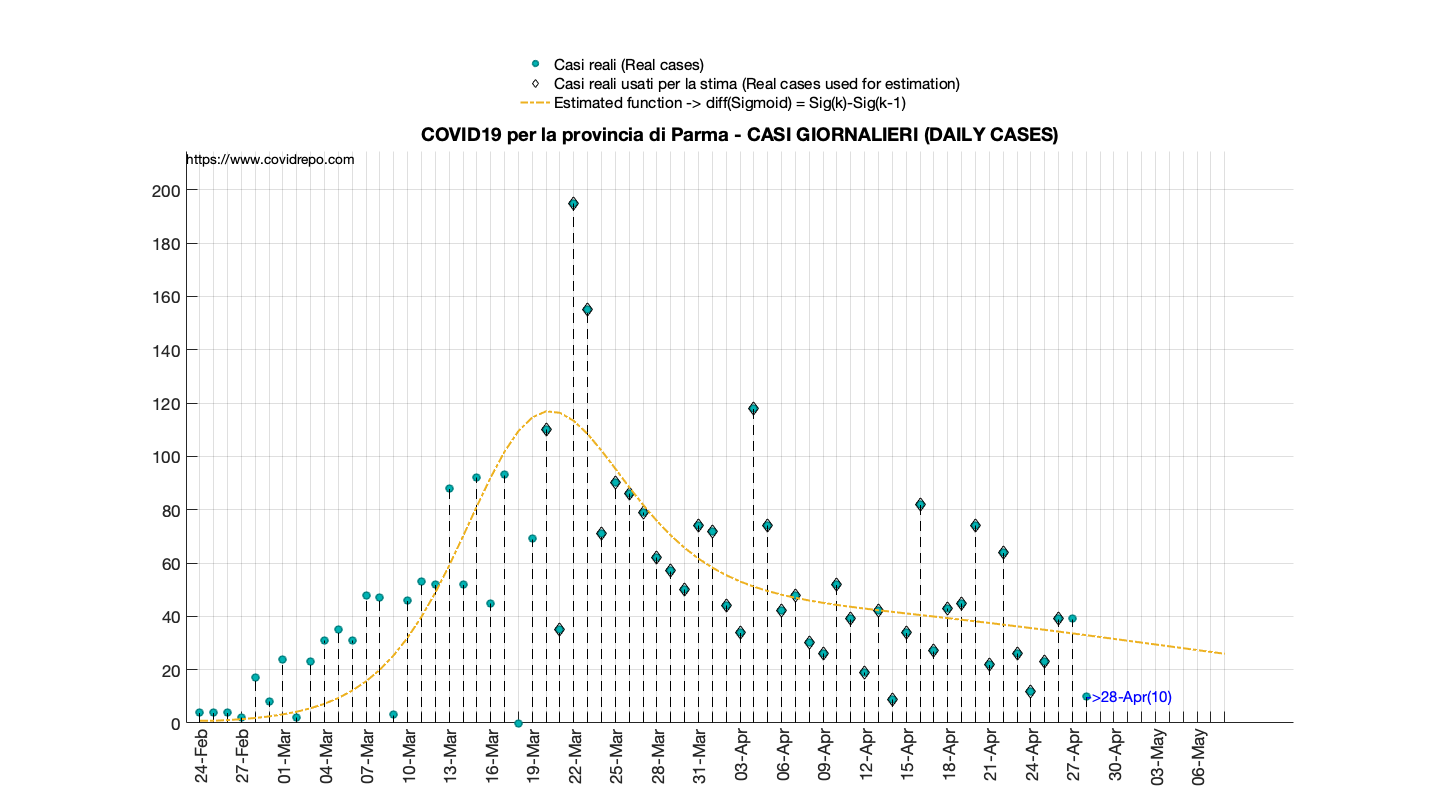 Casi reali (Real cases)
Casi reali usati per la stima (Real cases used for estimation)
Estimated function -> diff(Sigmoid) = Sig(k)-Sig(k-1)
COVID19 per la provincia di Parma - CASI GIORNALIERI (DAILY CASES)
https://www.covidrepo.com
200
180
160
140
120
100
80
60
40
20
0
>28-Apr(10)
24-Feb
27-Feb
01-Mar
04-Mar
07-Mar
10-Mar
13-Mar
16-Mar
19-Mar
22-Mar
25-Mar
28-Mar
31-Mar
03-Apr
06-Apr
09-Apr
12-Apr
15-Apr
18-Apr
21-Apr
24-Apr
27-Apr
30-Apr
03-May
06-May